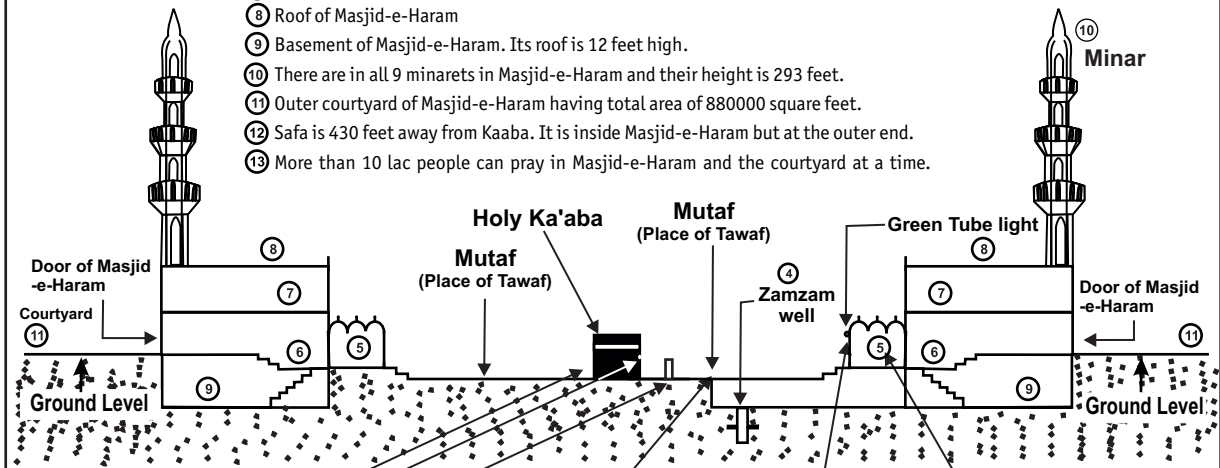 ⑧ Roof of Masjid-e-Haram
⑨ Basement of Masjid-e-Haram. Its roof is 12 feet high.
⑩ There are in all 9 minarets in Masjid-e-Haram and their height is 293 feet.
⑪ Outer courtyard of Masjid-e-Haram having total area of 880000 square feet.
⑫ Safa is 430 feet away from Kaaba. It is inside Masjid-e-Haram but at the outer end.
⑬ More than 10 lac people can pray in Masjid-e-Haram and the courtyard at a time.
⑩
Minar
Holy Ka'aba
Mutaf
(Place of Tawaf)
Mutaf
(Place of Tawaf)
Green Tube light
⑧
⑧
④
Zamzam
well
Door of Masjid
-e-Haram
Door of Masjid
-e-Haram
⑦
⑦
Courtyard
⑪
⑪
⑥
⑤
⑤
⑥
⑨
⑨
Ground Level
Ground Level